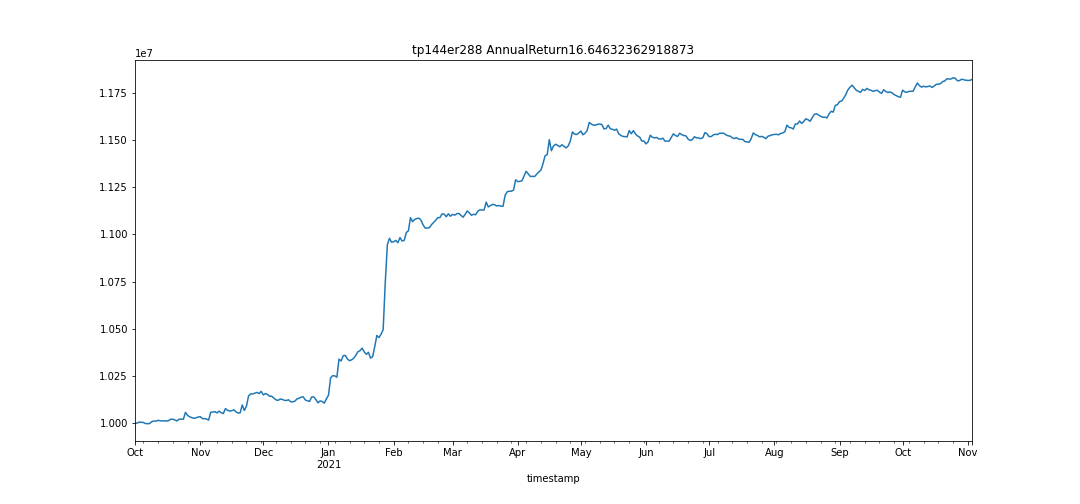 tp144er288 AnnualReturn16.64632362918873
1e7
1.175
1.150
1.125
1.100
1.075
1.050
1.025
1.000
Oct Nov Dec Jan Feb Mar Apr May Jun Jul Aug Sep Oct Nov
2021
timestamp